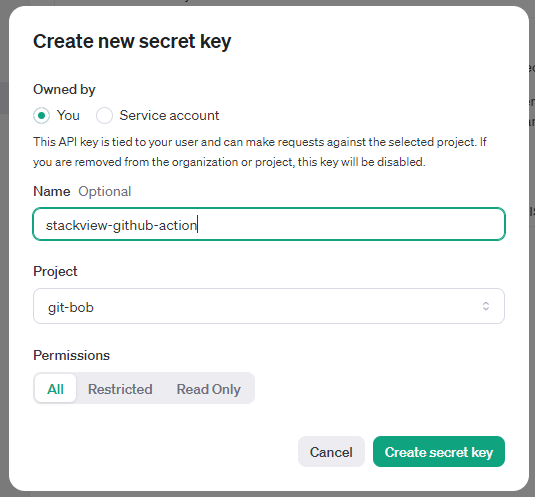 Create new secret key
Owned by
You Service account
This API key is tied to your user and can make requests against the selected project. If
you are removed from the organization or project, this key will be disabled.
Name Optional
stackview-github-action
Project
git-bob
Permissions
All Restricted Read Only
Cancel Create secret key